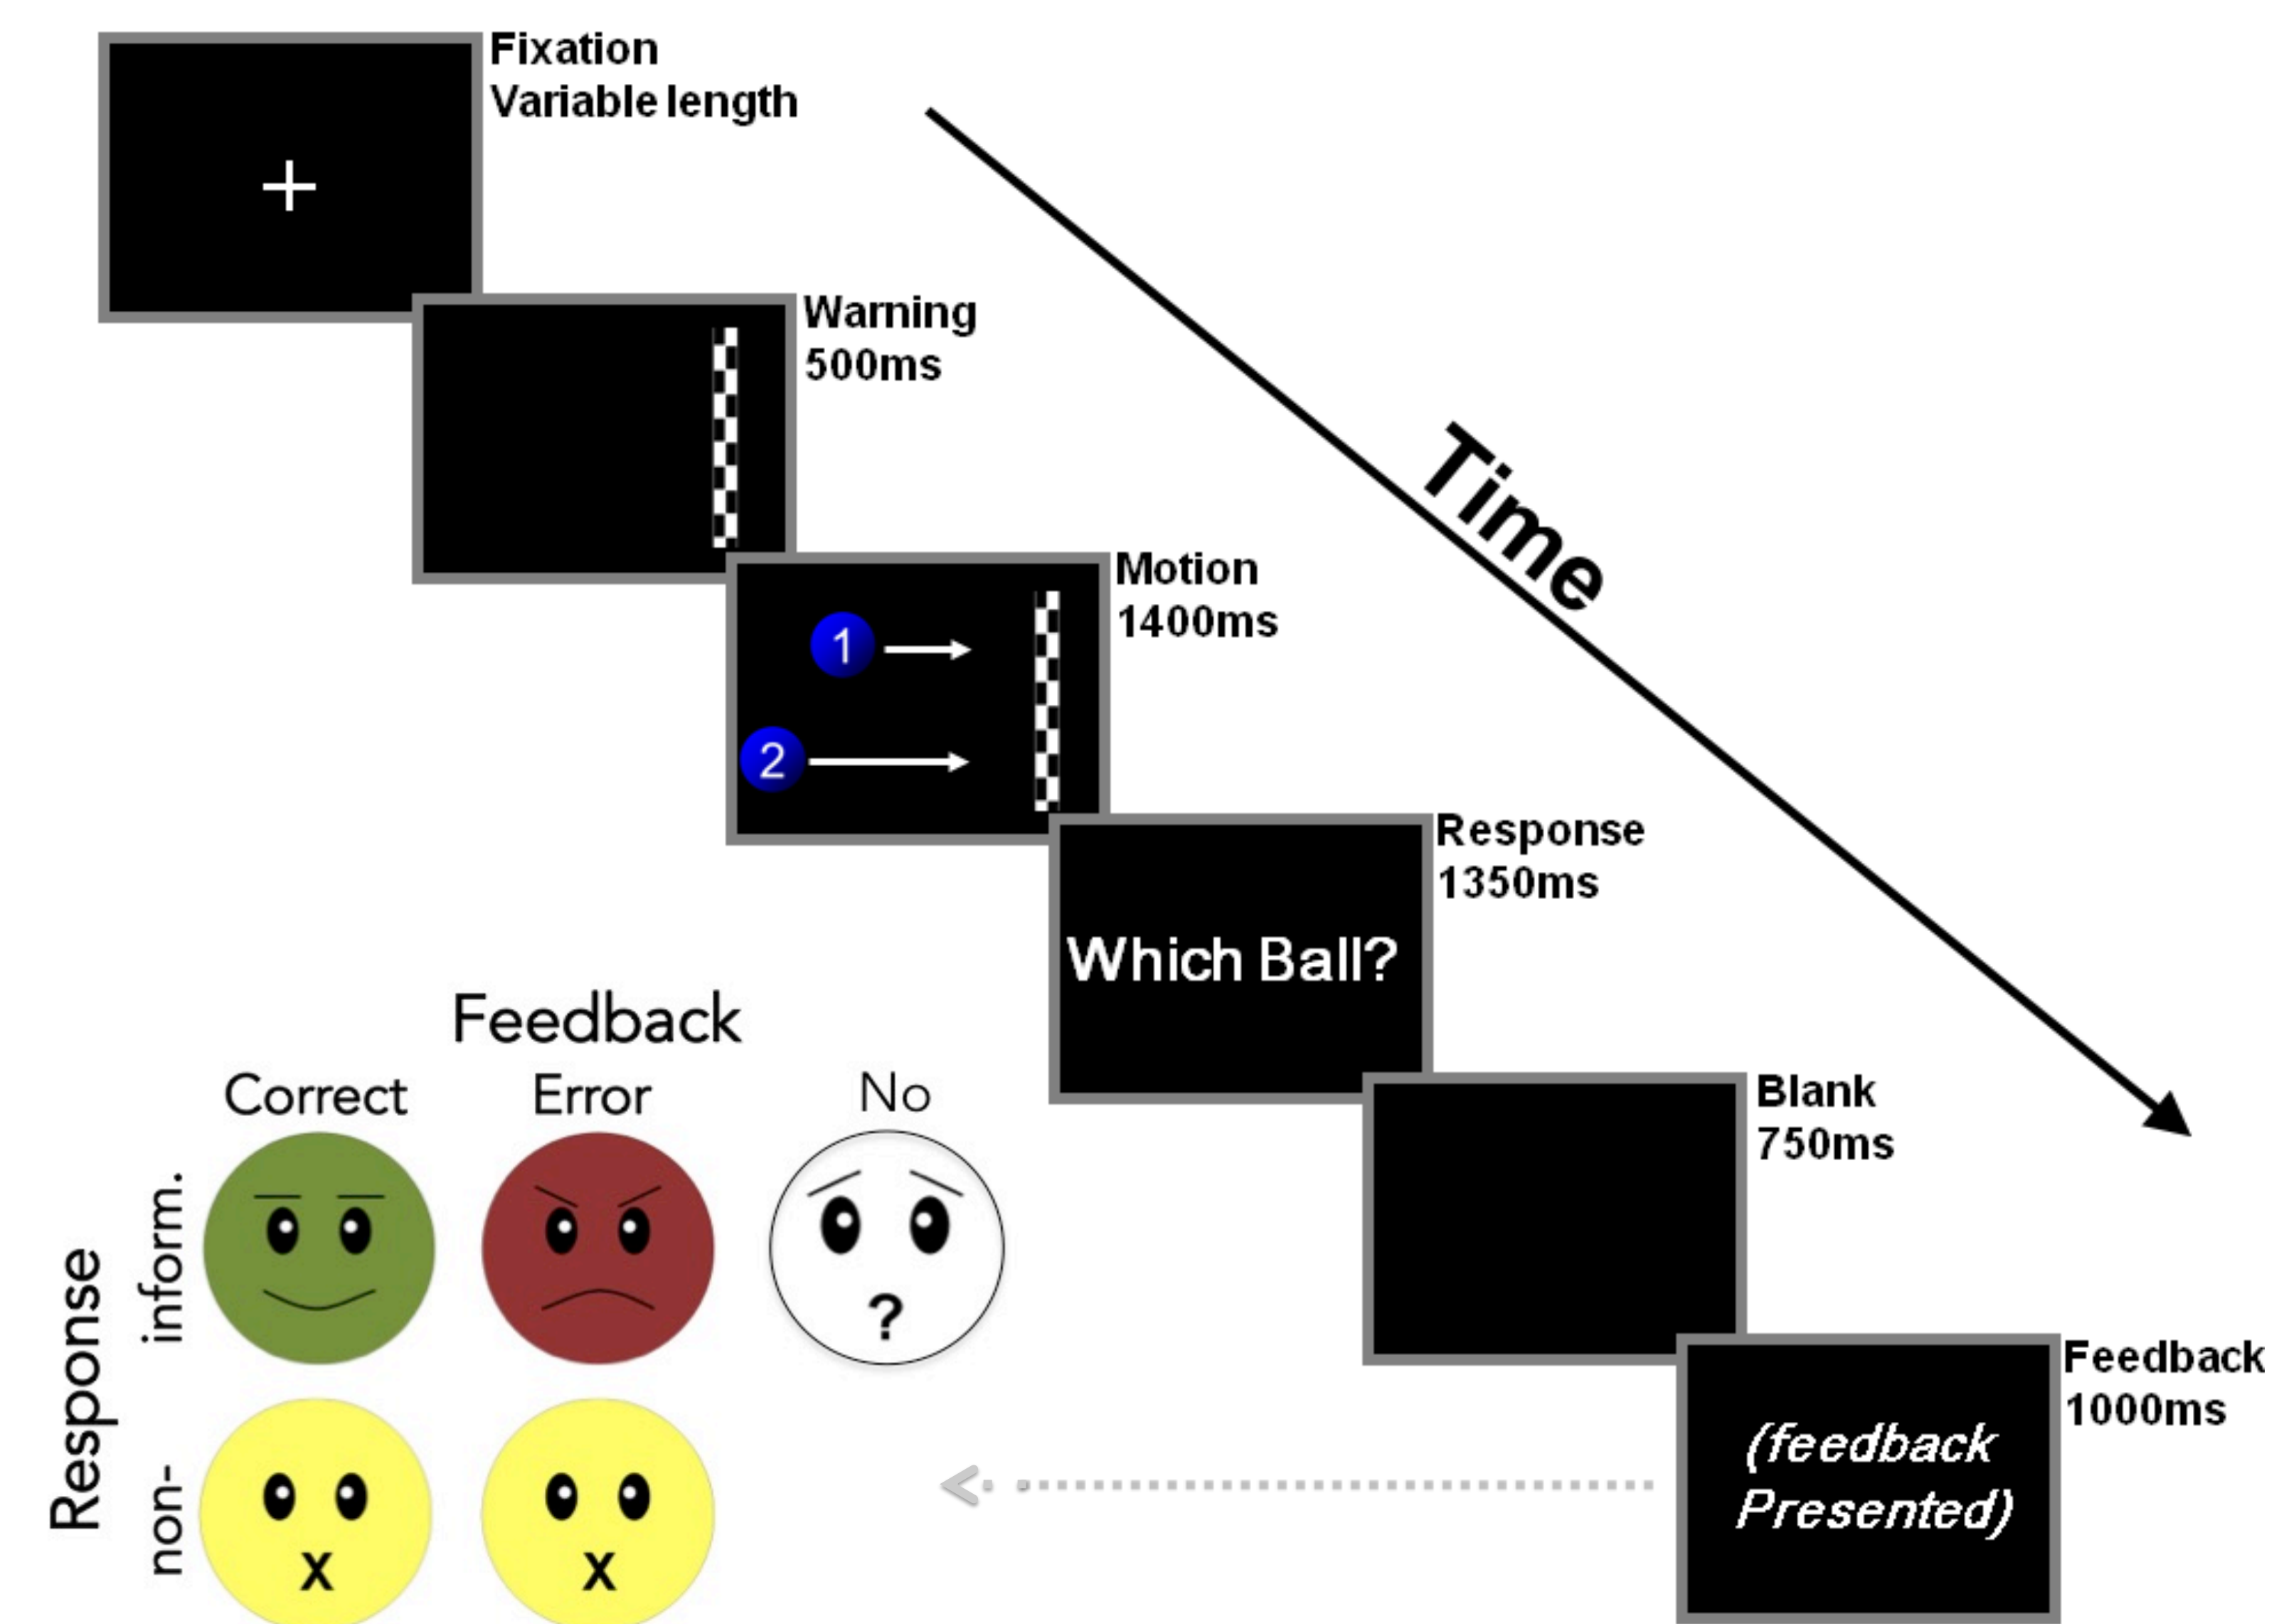 Fixation
Variable length
+
Warning
500ms
Time
Motion
1400ms
1
2
Response
1350ms
Which Ball?
Blank
750ms
Feedback
1000ms
(feedback
Presented)
Feedback
Correct Error No
Response
inform.
?
non-
X X